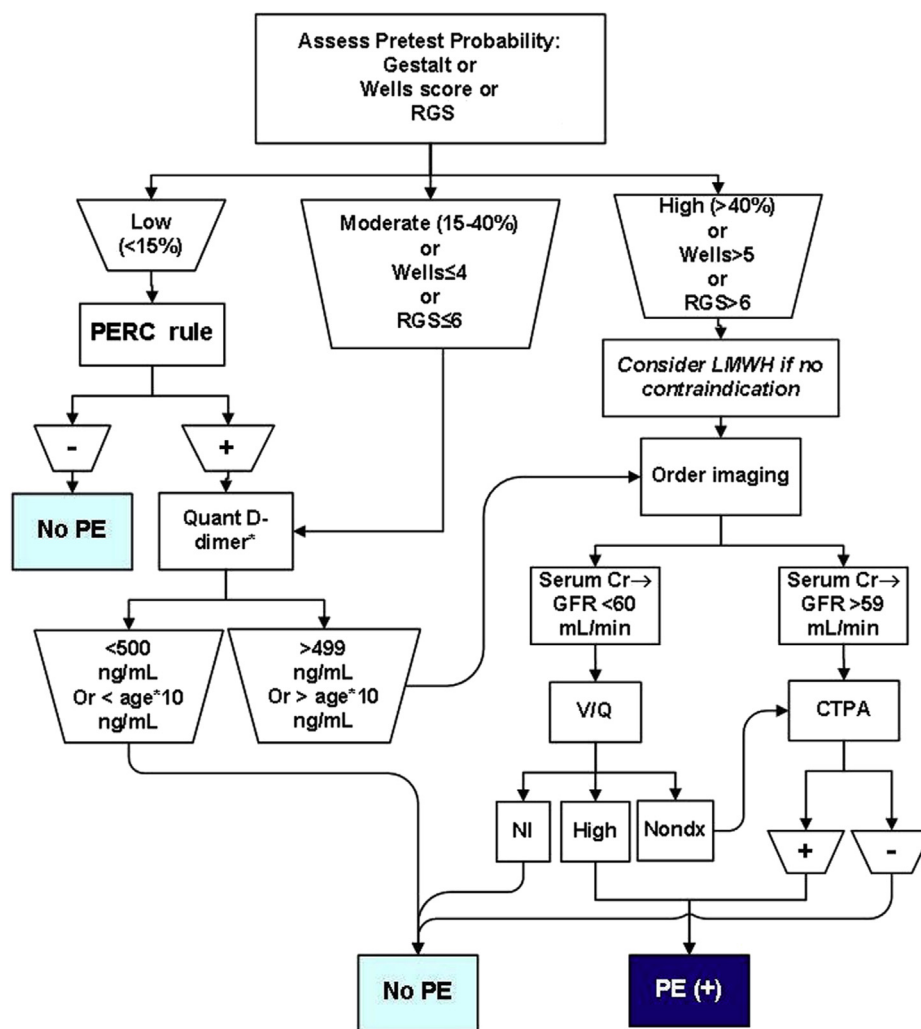 Assess Pretest Probability:
Gestalt or
Wells score or
RGS
Low
(<15%)
Moderate (15-40%)
or
Wells≤4
or
RGS≤6
High (>40%)
or
Wells>5
or
RGS>6
PERC rule
Consider LMWH if no
contraindication
-
+
Order imaging
No PE
Quant D-
dimer*
Serum Cr→
GFR <60
mL/min
Serum Cr→
GFR >59
mL/min
<500
ng/mL
Or < age*10
ng/mL
>499
ng/mL
Or > age*10
ng/mL
V/Q
CTPA
Nl
High
Nondx
+
-
No PE
PE (+)